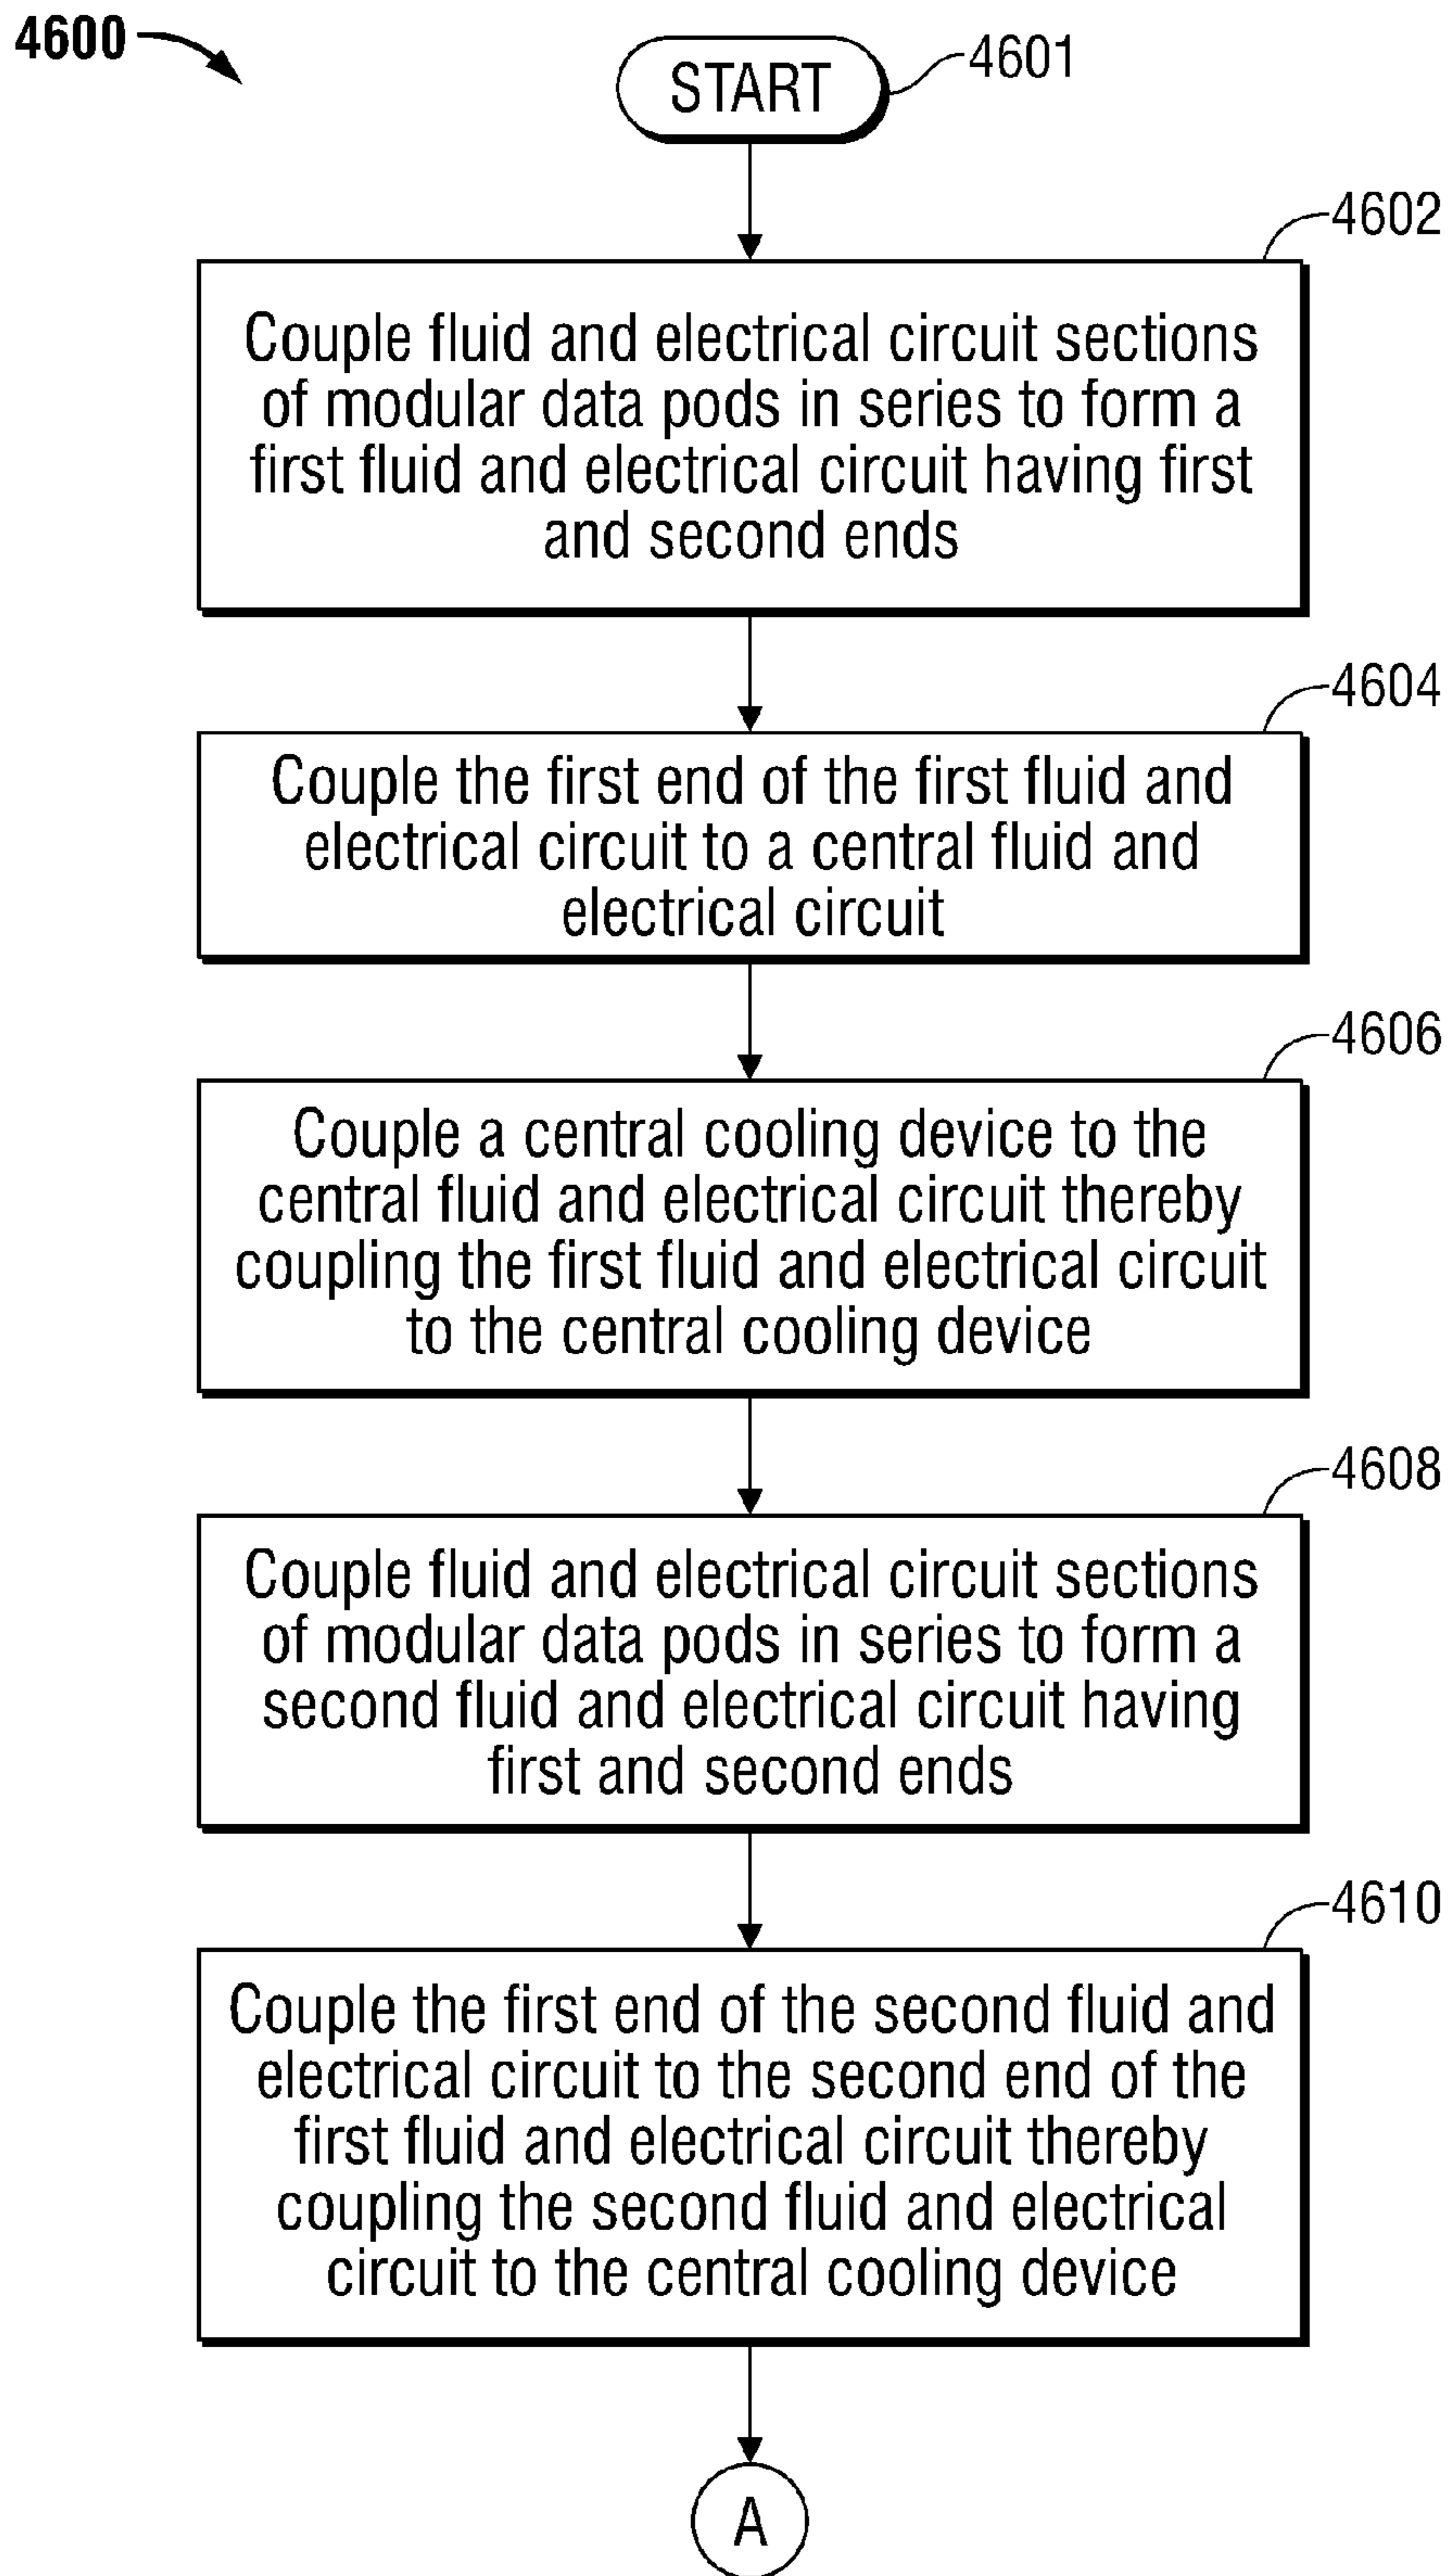 4600
START
4601
4602
Couple fluid and electrical circuit sections
of modular data pods in series to form a
first fluid and electrical circuit having first
and second ends
4604
Couple the first end of the first fluid and
electrical circuit to a central fluid and
electrical circuit
4606
Couple a central cooling device to the
central fluid and electrical circuit thereby
coupling the first fluid and electrical circuit
to the central cooling device
4608
Couple fluid and electrical circuit sections
of modular data pods in series to form a
second fluid and electrical circuit having
first and second ends
4610
Couple the first end of the second fluid and
electrical circuit to the second end of the
first fluid and electrical circuit thereby
coupling the second fluid and electrical
circuit to the central cooling device
A